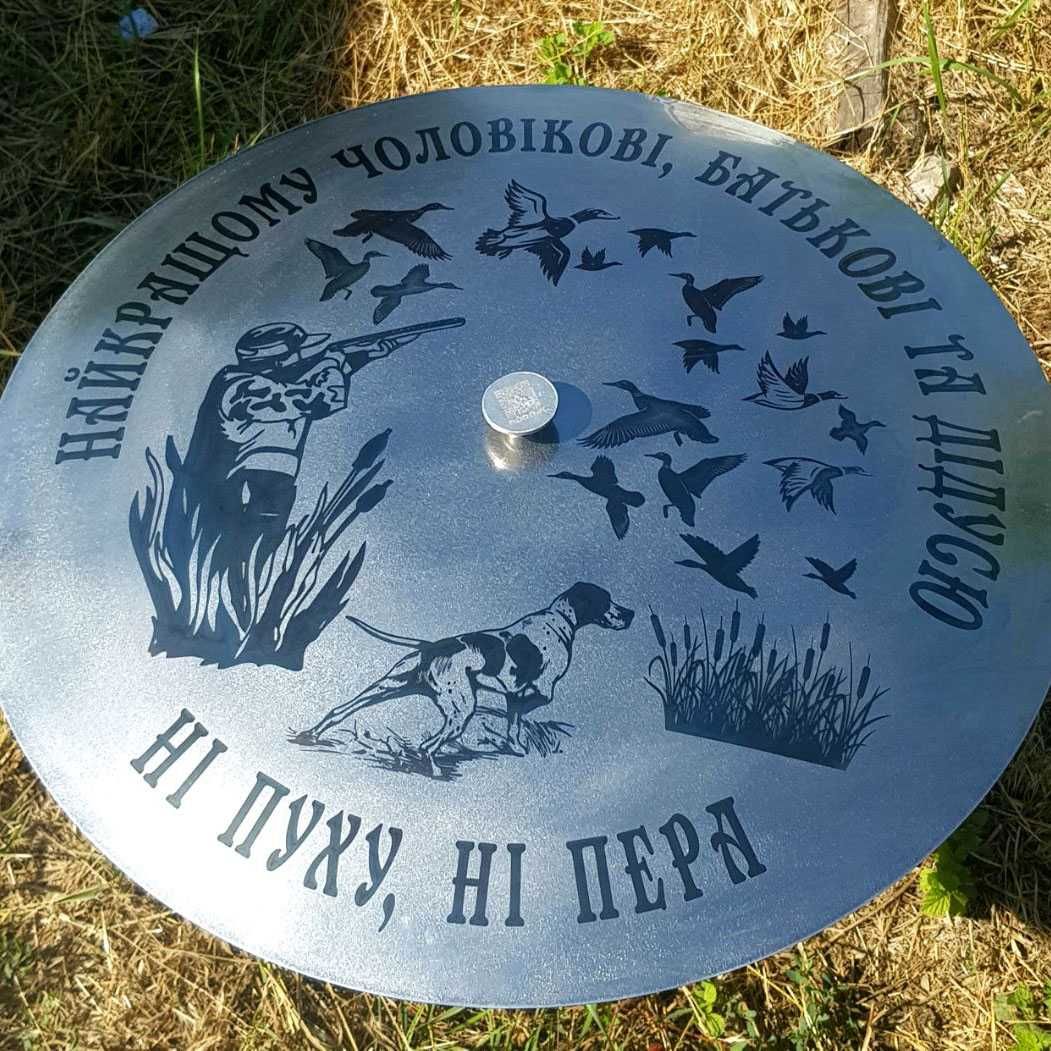 НАЙКРАЩОМУ ЧОЛОВІКОВІ, БАТЬКОВІ ТА ДІДУСЮ
НІ ПУХУ, НІ ПЕРА